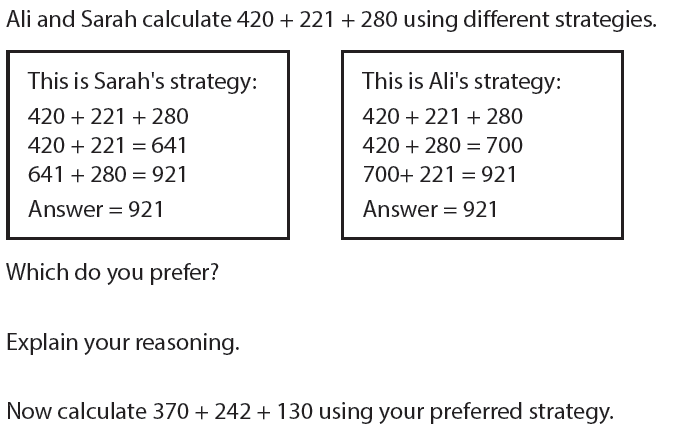 Ali and Sarah calculate 420 + 221 + 280 using different strategies.
This is Sarah's strategy:
420 + 221 + 280
420 + 221 = 641
641 + 280 = 921
Answer = 921
This is Ali's strategy:
420 + 221 + 280
420 + 280 = 700
700+ 221 = 921
Answer = 921
Which do you prefer?
Explain your reasoning.
Now calculate 370 + 242 + 130 using your preferred strategy.